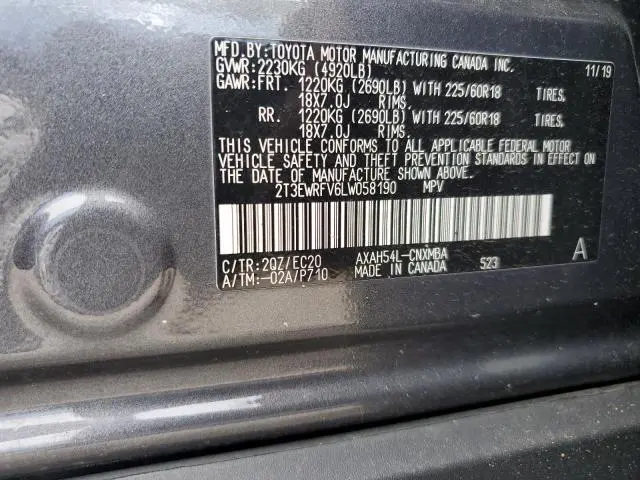 MFD.BY:TOYOTA MOTOR MANUFACTURING CANADA INC.
GVWR:2230KG (4920LB) 11/19
GAWR:FRT. 1220KG (2690LB) WITH 225/60R18 TIRES,
18X7.0J RIMS.
RR. 1220KG (2690LB) WITH 225/60R18 TIRES,
18X7.0J RIMS.
THIS VEHICLE CONFORMS TO ALL APPLICABLE FEDERAL MOTOR
VEHICLE SAFETY AND THEFT PREVENTION STANDARDS IN EFFECT ON
THE DATE OF MANUFACTURE SHOWN ABOVE.
2T3EWRFV6LW058190 MPV
C/TR:2QZ/EC20 AXAH54L-CNXMBA 523 A
A/TM:-02A/P710 MADE IN CANADA